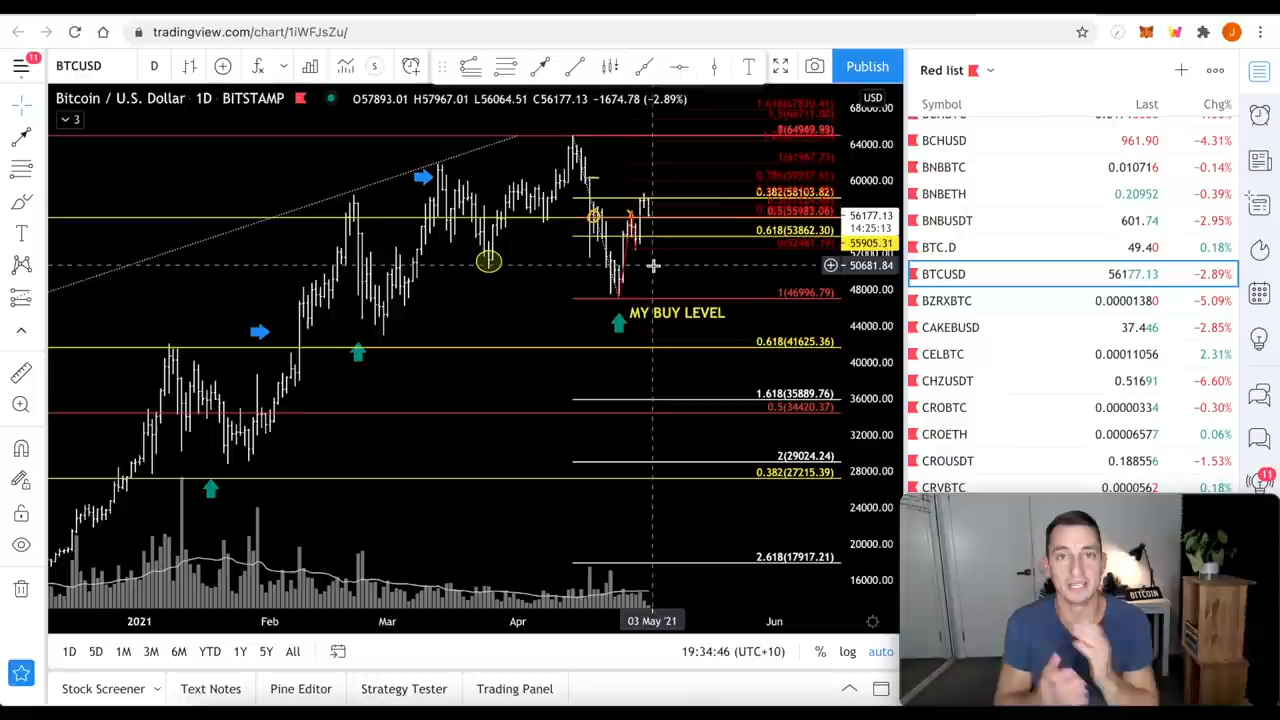 tradingview.com/chart/1iWFJsZu/
11
BTCUSD
D
S
Publish
Red list
Bitcoin / U.S. Dollar · 1D · BITSTAMP
O57893.01 H57967.01 L56064.51 C56177.13 −1674.78 (−2.89%)
USD
3
Symbol
Last
Chg%
1.618(67830.41)
68000.00
0(64949.99)
64000.00
1(61967.73)
60000.00
0.382(58103.82)
0.5(55983.06)
56177.13
14:25:13
0.618(53862.30)
55905.31
50681.84
1(46996.79)
48000.00
MY BUY LEVEL
44000.00
0.618(41625.36)
40000.00
1.618(35889.76)
36000.00
0.5(34420.37)
32000.00
2(29024.24)
28000.00
0.382(27215.39)
24000.00
20000.00
2.618(17917.21)
16000.00
2021
Feb
Mar
Apr
03 May '21
Jun
BCHUSD 961.90 −4.31%
BNBBTC 0.010716 −0.14%
BNBETH 0.20952 −0.39%
BNBUSDT 601.74 −2.95%
BTC.D 49.40 0.18%
BTCUSD 56177.13 −2.89%
BZRXBTC 0.00001380 −5.09%
CAKEBUSD 37.446 −2.85%
CELBTC 0.00011056 2.31%
CHZUSDT 0.51691 −6.60%
CROBTC 0.00000334 −0.30%
CROETH 0.00006577 0.06%
CROUSDT 0.188556 −1.53%
CRVBTC 0.0000562 0.18%
11
BITCOIN
1D 5D 1M 3M 6M YTD 1Y 5Y All
19:34:46 (UTC+10)
% log auto
Stock Screener
Text Notes
Pine Editor
Strategy Tester
Trading Panel
J